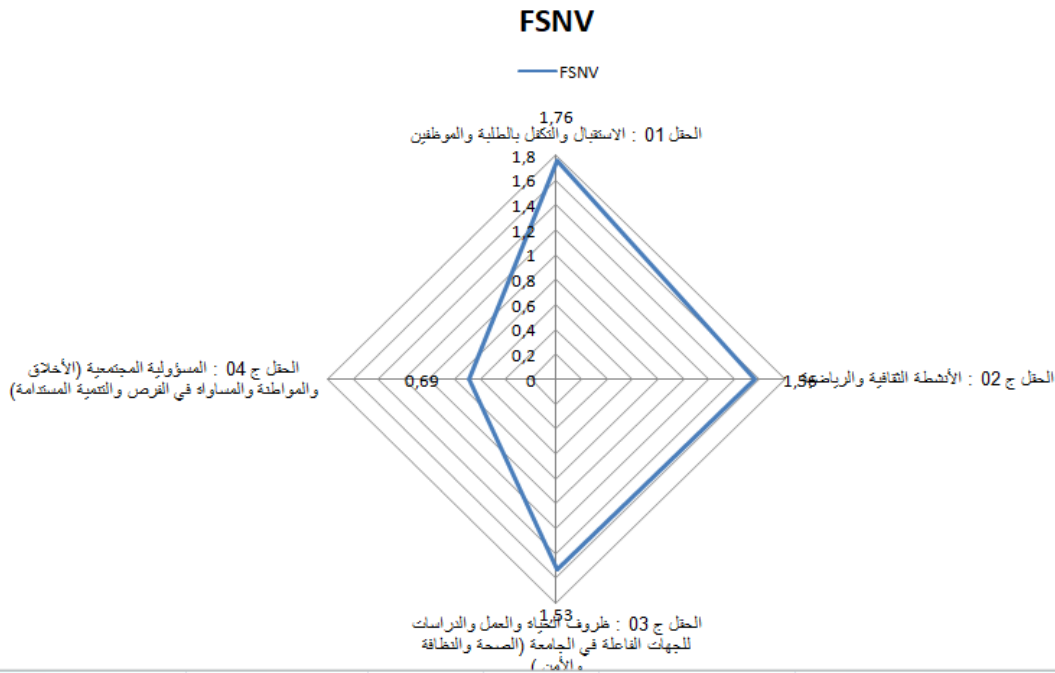 FSNV
FSNV
1,76
الحقل 01 : الاستقبال والتكفل بالطلبة والموظفين
1,8
1,6
1,4
1,2
1
0,8
0,6
0,4
0,2
0
1,56
الحقل ج 02 : الأنشطة الثقافية والرياضية
0,69
الحقل ج 04 : المسؤولية المجتمعية (الأخلاق
والمواطنة والمساواة في الفرص والتنمية المستدامة)
1,53
الحقل ج 03 : ظروف الحياة والعمل والدراسات
للجهات الفاعلة في الجامعة (الصحة والنظافة
والأمن )